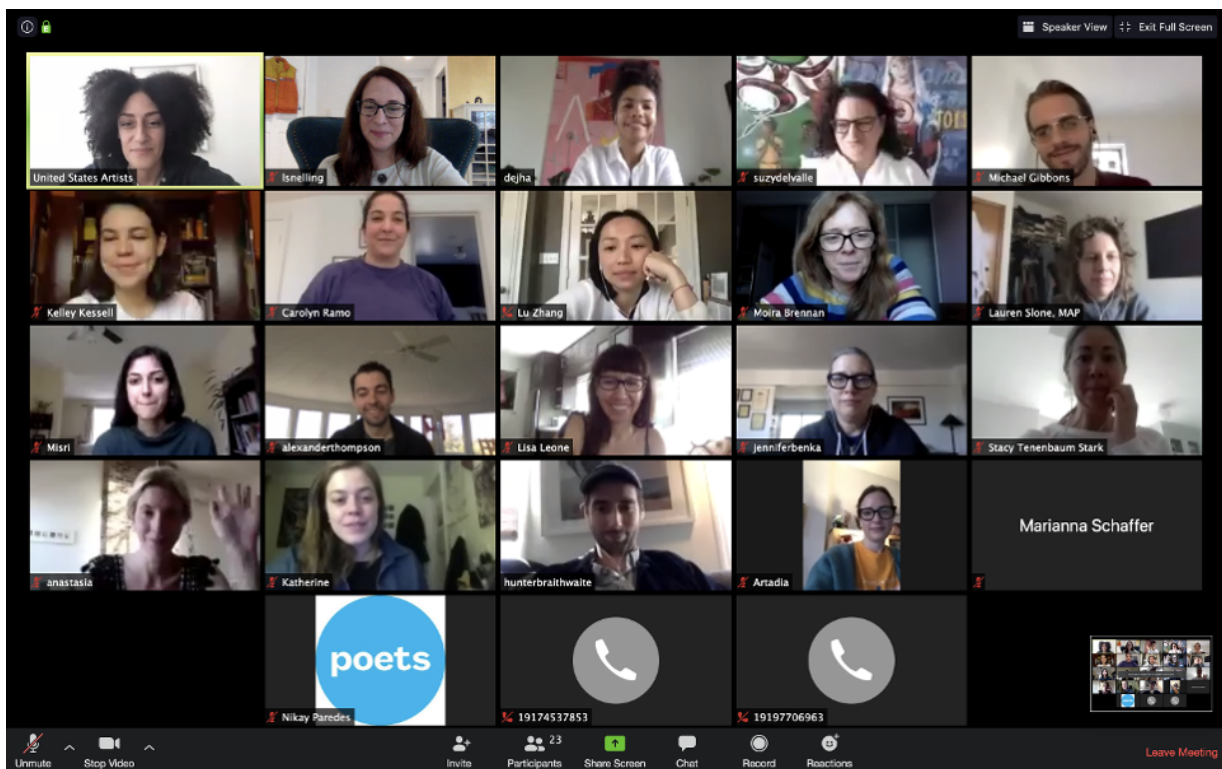 Speaker View
Exit Full Screen
United States Artists
lsnelling
dejha
suzydelvalle
Michael Gibbons
Kelley Kessell
Carolyn Ramo
Lu Zhang
Moira Brennan
Lauren Slone, MAP
Misri
alexanderthompson
Lisa Leone
jenniferbenka
Stacy Tenenbaum Stark
anastasia
Katherine
hunterbraithwaite
Artadia
Marianna Schaffer
poets
Nikay Paredes
19174537853
19197706963
Unmute
Stop Video
Invite
Participants
23
Share Screen
Chat
Record
Reactions
Leave Meeting